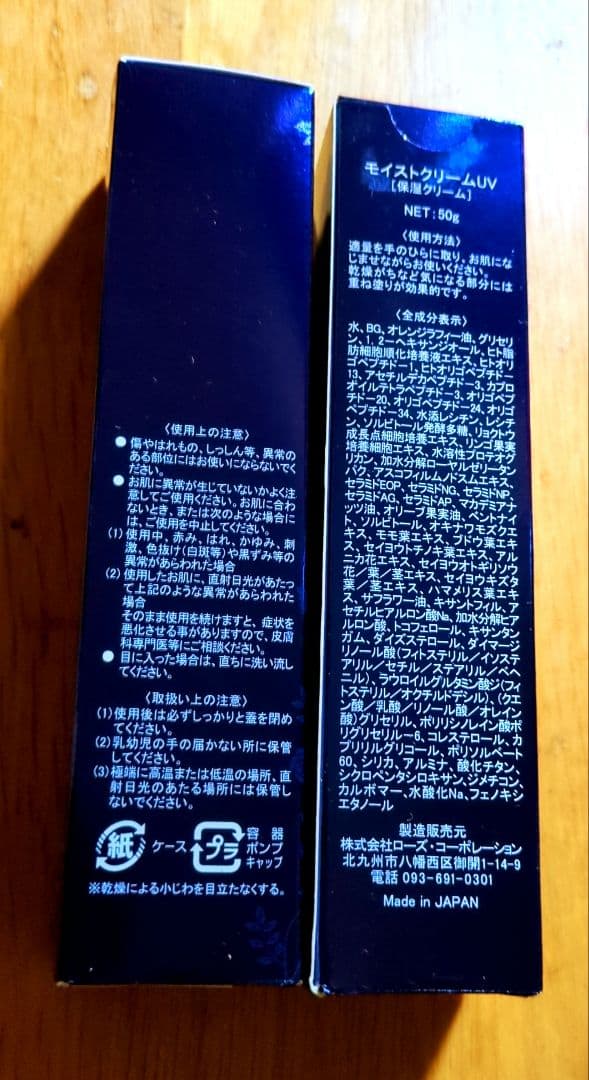 〈使用上の注意〉
● 傷やはれもの、しっしん等、異常の
ある部位にはお使いにならないでく
ださい。
● お肌に異常が生じていないかよく注
意してご使用ください。お肌に合わ
ないとき、または次のような場合に
は、ご使用を中止してください。
(1) 使用中、赤み、はれ、かゆみ、刺
激、色抜け(白斑等)や黒ずみ等の
異常があらわれた場合
(2) 使用したお肌に、直射日光があたっ
て上記のような異常があらわれた
場合
そのまま使用を続けますと、症状を
悪化させる事がありますので、皮膚
科専門医等にご相談ください。
● 目に入った場合は、直ちに洗い流し
てください。
〈取扱い上の注意〉
(1)使用後は必ずしっかりと蓋を閉め
てください。
(2)乳幼児の手の届かない所に保管
してください。
(3)極端に高温または低温の場所、直
射日光のあたる場所には保管し
ないでください。
紙 ケース プラ 容器
ポンプ
キャップ
※乾燥による小じわを目立たなくする。
モイストクリームUV
[保湿クリーム]
NET:50g
〈使用方法〉
適量を手のひらに取り、お肌にな
じませながらお使いください。
乾燥がちなど気になる部分には
重ね塗りが効果的です。
〈全成分表示〉
水、BG、オレンジラフィー油、グリセリ
ン、1,2-ヘキサンジオール、ヒト脂
肪細胞順化培養液エキス、ヒトオリ
ゴペプチド-1、ヒトオリゴペプチド-
13、アセチルデカペプチド-3、カプロ
オイルテトラペプチド-3、オリゴペプ
チド-20、オリゴペプチド-24、オリゴ
ペプチド-34、水添レシチン、レシチ
ン、ソルビトール発酵多糖、リョクトウ
成長点細胞培養エキス、リンゴ果実
培養細胞エキス、水溶性プロテオグ
リカン、加水分解ローヤルゼリータン
パク、アスコフィルムノドスムエキス、
セラミドEOP、セラミドNG、セラミドNP、
セラミドAG、セラミドAP、マカデミアナ
ッツ油、オリーブ果実油、ベントナイ
ト、ソルビトール、オキナワモズクエ
キス、モモ葉エキス、ブドウ葉エキ
ス、セイヨウトチノキ葉エキス、アル
ニカ花エキス、セイヨウオトギリソウ
花/葉/茎エキス、セイヨウキズタ
葉/茎エキス、ハマメリス葉エキ
ス、サフラワー油、キサントフィル、ア
セチルヒアルロン酸Na、加水分解ヒア
ルロン酸、トコフェロール、キサンタン
ガム、ダイズステロール、ダイマージ
リノール酸(フィトステリル/イソステ
アリル/セチル/ステアリル/ベヘ
ニル)、ラウロイルグルタミン酸ジ(フィ
トステリル/オクチルドデシル)、(クエ
ン酸/乳酸/リノール酸/オレイン
酸)グリセリル、ポリリシノレイン酸ポ
リグリセリル-6、コレステロール、カ
プリリルグリコール、ポリソルベート
60、シリカ、アルミナ、酸化チタン、
シクロペンタシロキサン、ジメチコン、
カルボマー、水酸化Na、フェノキシ
エタノール
製造販売元
株式会社ローズ・コーポレーション
北九州市八幡西区御開1-14-9
電話 093-691-0301
Made in JAPAN